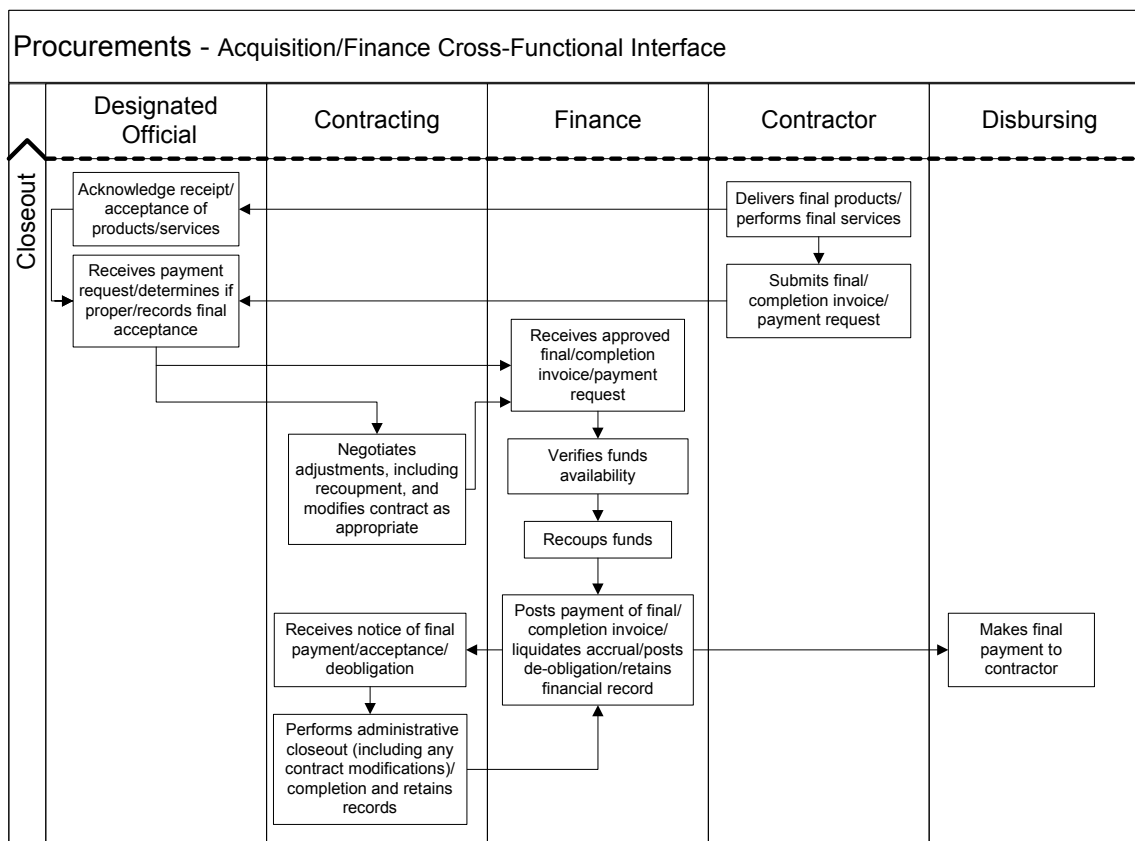 Procurements - Acquisition/Finance Cross-Functional Interface
Designated
Official
Contracting
Finance
Contractor
Disbursing
Closeout
Acknowledge receipt/
acceptance of
products/services
Delivers final products/
performs final services
Receives payment
request/determines if
proper/records final
acceptance
Submits final/
completion invoice/
payment request
Receives approved
final/completion
invoice/payment
request
Negotiates
adjustments, including
recoupment, and
modifies contract as
appropriate
Verifies funds
availability
Recoups funds
Receives notice of final
payment/acceptance/
deobligation
Posts payment of final/
completion invoice/
liquidates accrual/posts
de-obligation/retains
financial record
Makes final
payment to
contractor
Performs administrative
closeout (including any
contract modifications)/
completion and retains
records